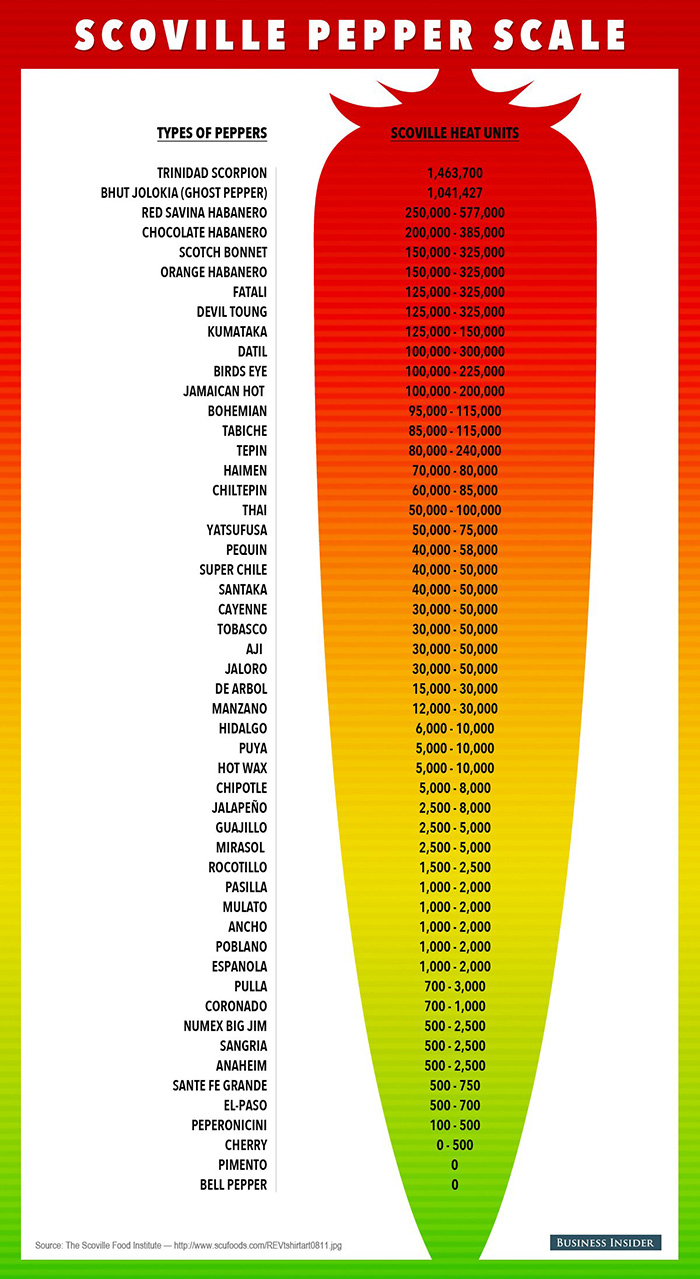 SCOVILLE PEPPER SCALE
TYPES OF PEPPERS SCOVILLE HEAT UNITS
TRINIDAD SCORPION 1,463,700
BHUT JOLOKIA (GHOST PEPPER) 1,041,427
RED SAVINA HABANERO 250,000 - 577,000
CHOCOLATE HABANERO 200,000 - 385,000
SCOTCH BONNET 150,000 - 325,000
ORANGE HABANERO 150,000 - 325,000
FATALI 125,000 - 325,000
DEVIL TOUNG 125,000 - 325,000
KUMATAKA 125,000 - 150,000
DATIL 100,000 - 300,000
BIRDS EYE 100,000 - 225,000
JAMAICAN HOT 100,000 - 200,000
BOHEMIAN 95,000 - 115,000
TABICHE 85,000 - 115,000
TEPIN 80,000 - 240,000
HAIMEN 70,000 - 80,000
CHILTEPIN 60,000 - 85,000
THAI 50,000 - 100,000
YATSUFUSA 50,000 - 75,000
PEQUIN 40,000 - 58,000
SUPER CHILE 40,000 - 50,000
SANTAKA 40,000 - 50,000
CAYENNE 30,000 - 50,000
TOBASCO 30,000 - 50,000
AJI 30,000 - 50,000
JALORO 30,000 - 50,000
DE ARBOL 15,000 - 30,000
MANZANO 12,000 - 30,000
HIDALGO 6,000 - 10,000
PUYA 5,000 - 10,000
HOT WAX 5,000 - 10,000
CHIPOTLE 5,000 - 8,000
JALAPEÑO 2,500 - 8,000
GUAJILLO 2,500 - 5,000
MIRASOL 2,500 - 5,000
ROCOTILLO 1,500 - 2,500
PASILLA 1,000 - 2,000
MULATO 1,000 - 2,000
ANCHO 1,000 - 2,000
POBLANO 1,000 - 2,000
ESPANOLA 1,000 - 2,000
PULLA 700 - 3,000
CORONADO 700 - 1,000
NUMEX BIG JIM 500 - 2,500
SANGRIA 500 - 2,500
ANAHEIM 500 - 2,500
SANTE FE GRANDE 500 - 750
EL-PASO 500 - 700
PEPERONICINI 100 - 500
CHERRY 0 - 500
PIMENTO 0
BELL PEPPER 0
Source: The Scoville Food Institute — http://www.scufoods.com/REVtshirtart0811.jpg BUSINESS INSIDER